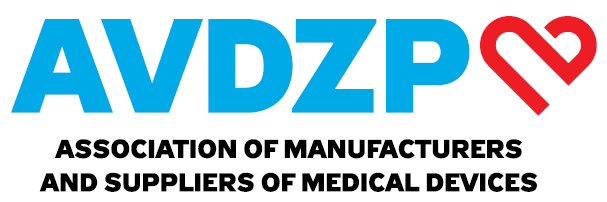 AVDZP
ASSOCIATION OF MANUFACTURERS
AND SUPPLIERS OF MEDICAL DEVICES